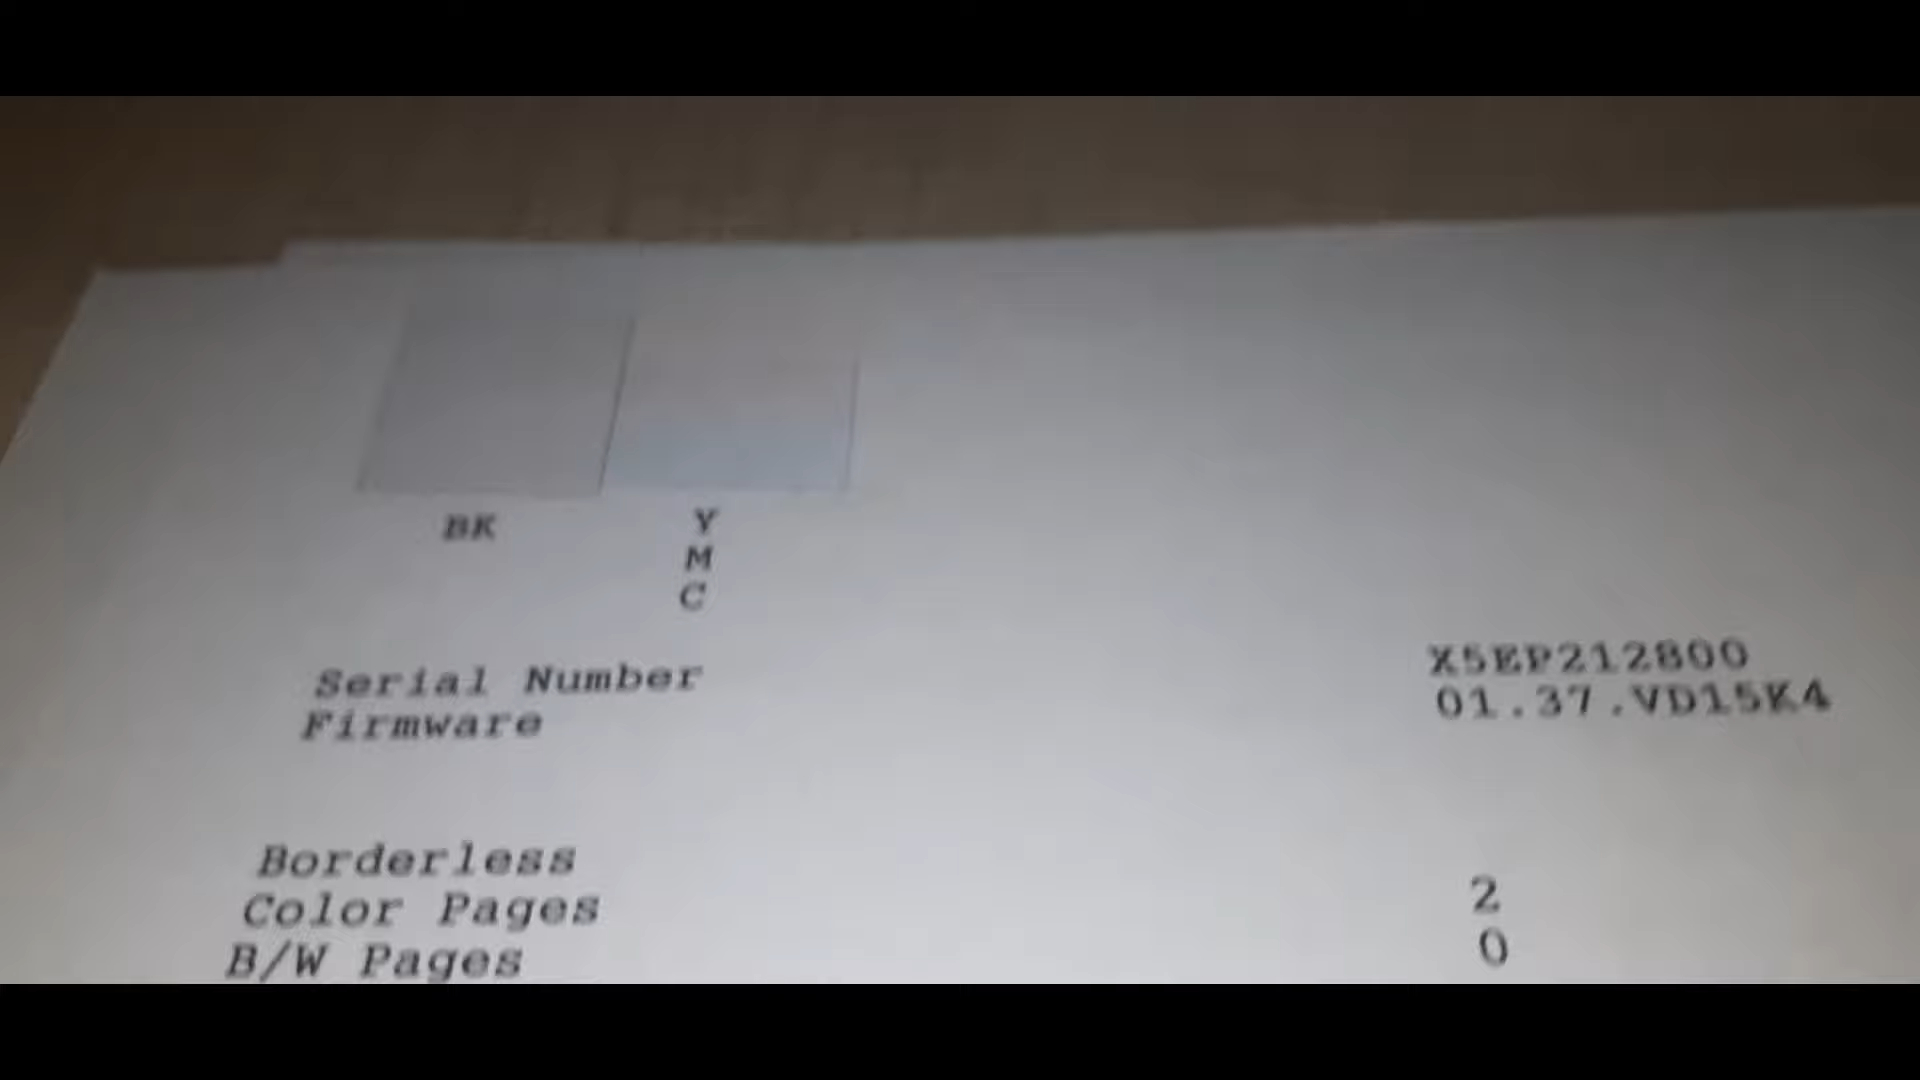 BK Y
M
C
Serial Number X5EP212800
Firmware 01.37.VD15K4
Borderless
Color Pages 2
B/W Pages 0